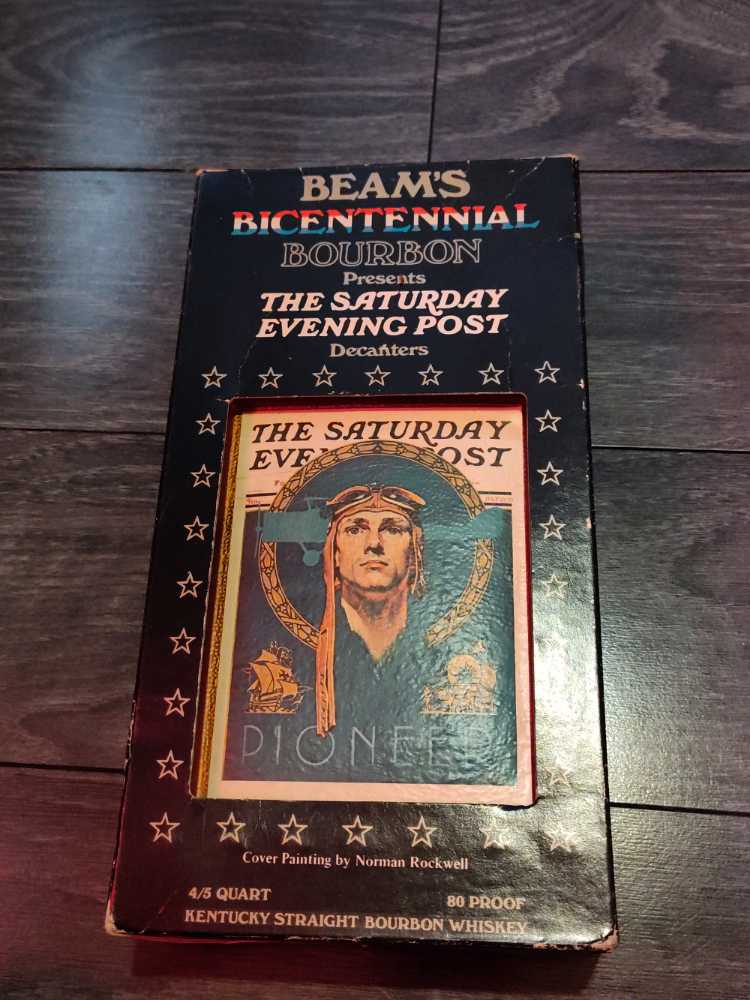 BEAM'S
BICENTENNIAL
BOURBON
Presents
THE SATURDAY
EVENING POST
Decanters
THE SATURDAY
EVE POST
PIONEER
Cover Painting by Norman Rockwell
4/5 QUART
80 PROOF
KENTUCKY STRAIGHT BOURBON WHISKEY